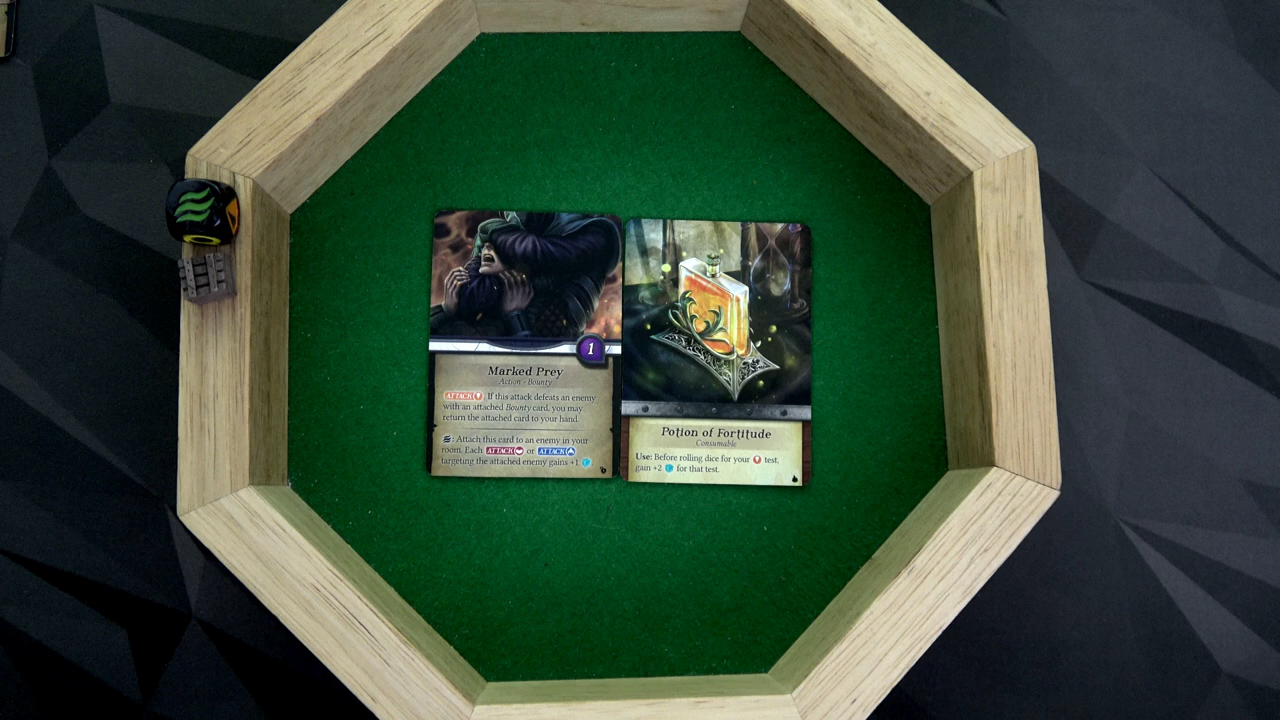 1
Marked Prey
Action - Bounty
ATTACK If this attack defeats an enemy
with an attached Bounty card, you may
return the attached card to your hand.
: Attach this card to an enemy in your
room. Each ATTACK or ATTACK
targeting the attached enemy gains +1
Potion of Fortitude
Consumable
Use: Before rolling dice for your test,
gain +2 for that test.